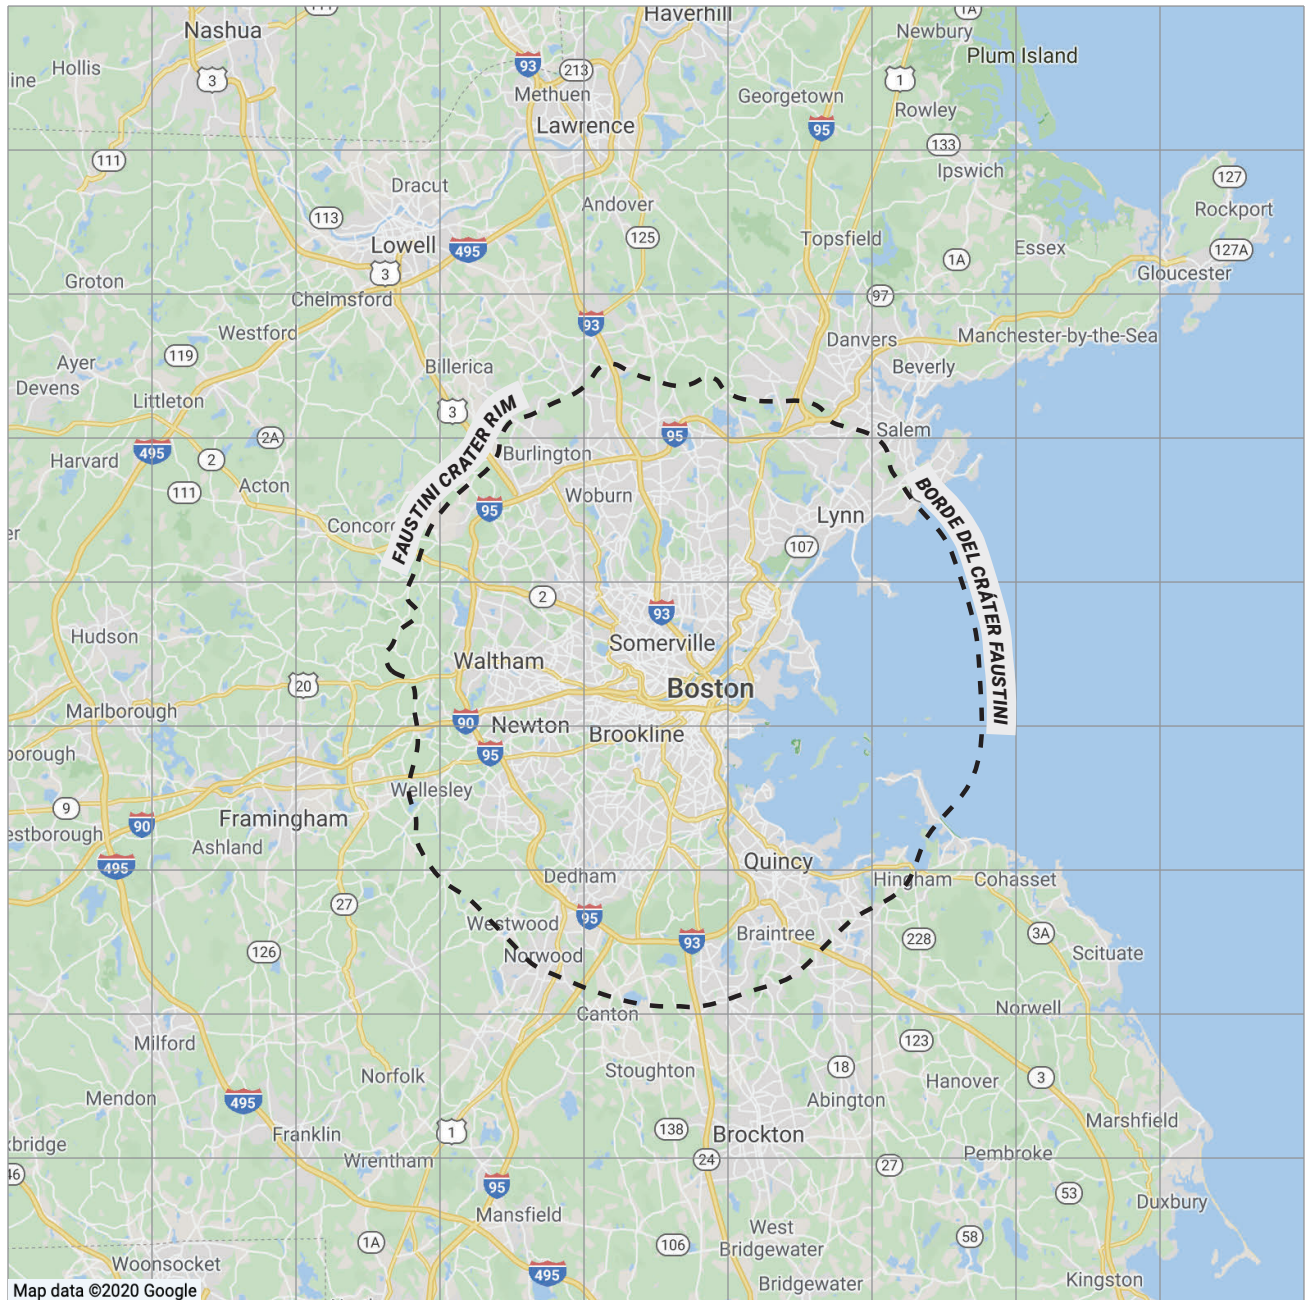 Haverhill
1A
Nashua
Newbury
Plum Island
Hollis
93
213
3
1
Methuen
Georgetown
Rowley
Lawrence
95
133
111
Ipswich
127
Dracut
Andover
Rockport
113
125
Topsfield
Lowell
495
Essex
127A
1A
3
Gloucester
Groton
Chelmsford
97
93
Westford
Danvers
Manchester-by-the-Sea
119
Ayer
Billerica
Beverly
Devens
Littleton
3
FAUSTINI CRATER RIM
Salem
95
2A
495
Burlington
Harvard
2
Acton
111
Woburn
95
BORDE DEL CRÁTER FAUSTINI
Lynn
107
2
93
Hudson
Somerville
Waltham
20
Boston
Marlborough
90
Newton
Brookline
95
Wellesley
9
Framingham
90
Ashland
495
Quincy
Dedham
Hingham
Cohasset
27
95
Westwood
93
Braintree
228
3A
126
Norwood
Scituate
Canton
Norwell
Milford
123
Stoughton
18
Norfolk
Hanover
3
Mendon
495
Abington
Marshfield
Franklin
1
138
Brockton
Wrentham
24
27
Pembroke
46
95
53
Duxbury
Mansfield
West
Bridgewater
1A
106
58
Woonsocket
495
Bridgewater
Kingston
Map data ©2020 Google